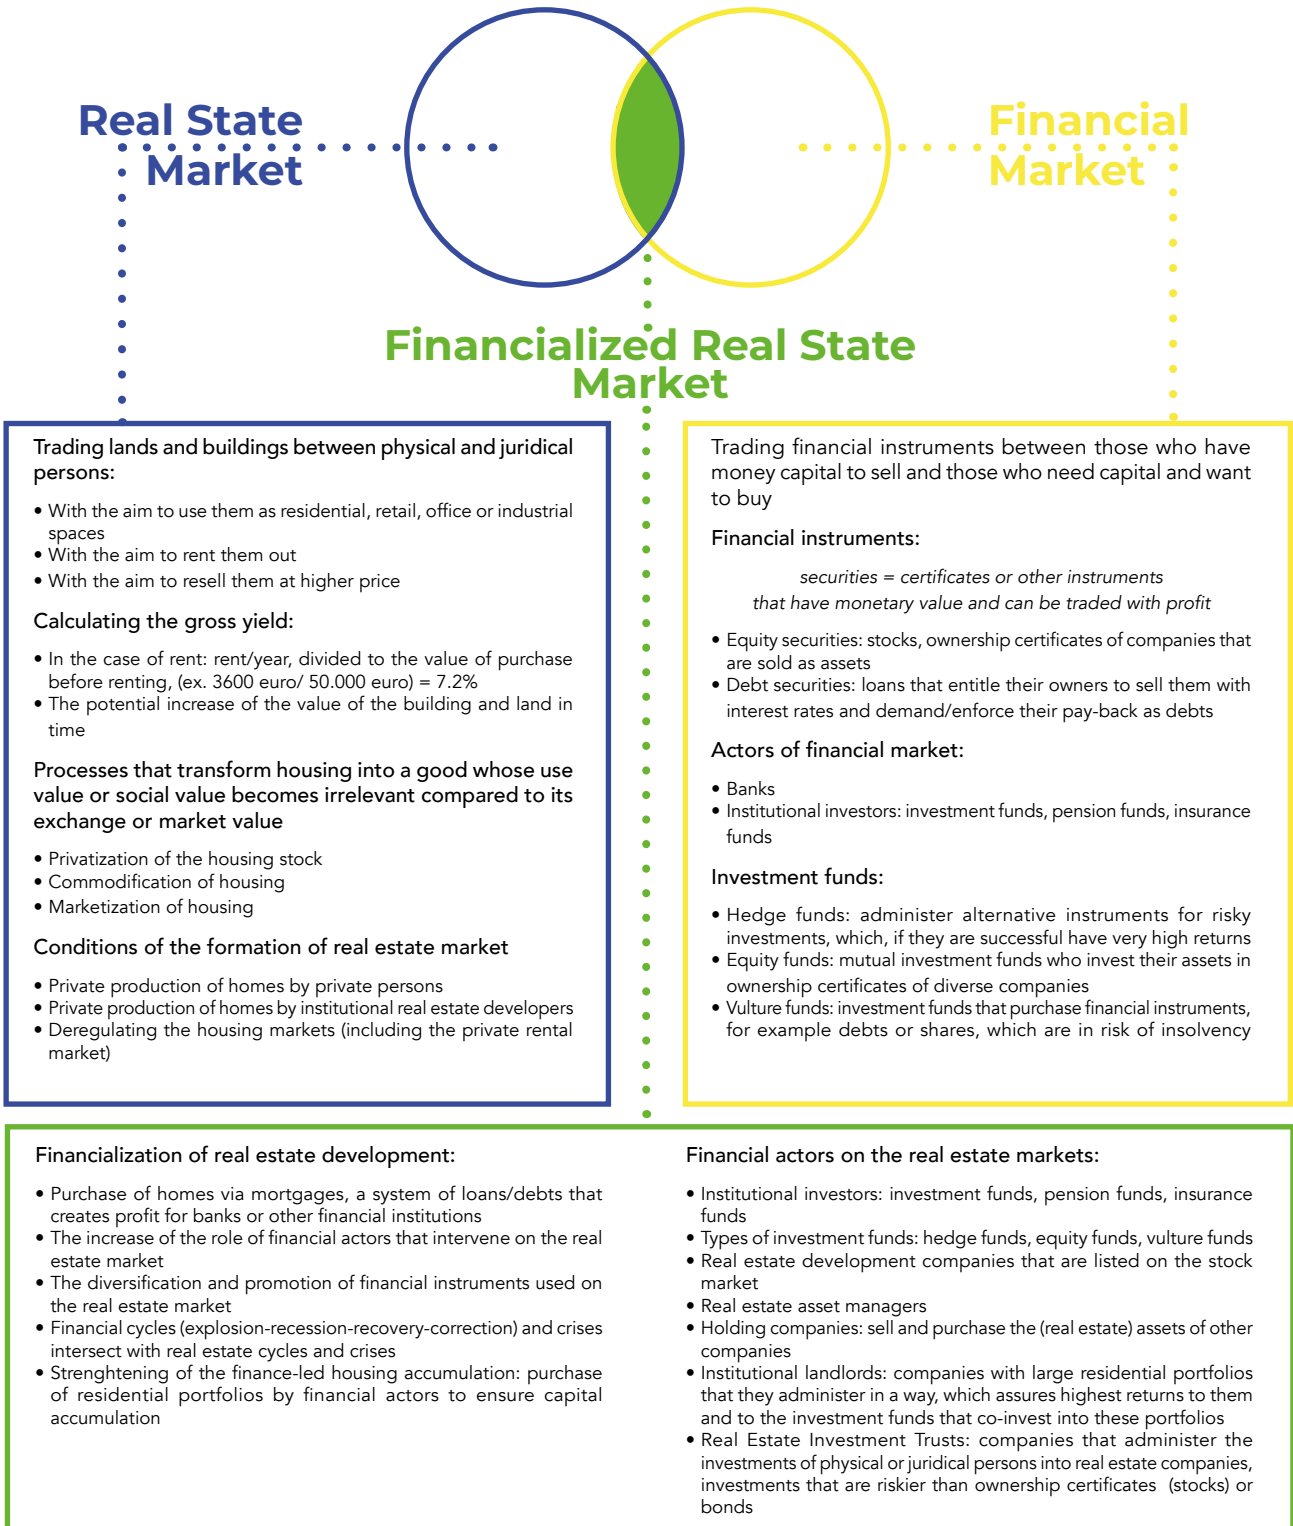 Real State
Market
Financial
Market
Financialized Real State
Market
Trading lands and buildings between physical and juridical
persons:
• With the aim to use them as residential, retail, office or industrial
spaces
• With the aim to rent them out
• With the aim to resell them at higher price
Calculating the gross yield:
• In the case of rent: rent/year, divided to the value of purchase
before renting, (ex. 3600 euro/ 50.000 euro) = 7.2%
• The potential increase of the value of the building and land in
time
Processes that transform housing into a good whose use
value or social value becomes irrelevant compared to its
exchange or market value
• Privatization of the housing stock
• Commodification of housing
• Marketization of housing
Conditions of the formation of real estate market
• Private production of homes by private persons
• Private production of homes by institutional real estate developers
• Deregulating the housing markets (including the private rental
market)
Trading financial instruments between those who have
money capital to sell and those who need capital and want
to buy
Financial instruments:
securities = certificates or other instruments
that have monetary value and can be traded with profit
• Equity securities: stocks, ownership certificates of companies that
are sold as assets
• Debt securities: loans that entitle their owners to sell them with
interest rates and demand/enforce their pay-back as debts
Actors of financial market:
• Banks
• Institutional investors: investment funds, pension funds, insurance
funds
Investment funds:
• Hedge funds: administer alternative instruments for risky
investments, which, if they are successful have very high returns
• Equity funds: mutual investment funds who invest their assets in
ownership certificates of diverse companies
• Vulture funds: investment funds that purchase financial instruments,
for example debts or shares, which are in risk of insolvency
Financialization of real estate development:
• Purchase of homes via mortgages, a system of loans/debts that
creates profit for banks or other financial institutions
• The increase of the role of financial actors that intervene on the real
estate market
• The diversification and promotion of financial instruments used on
the real estate market
• Financial cycles (explosion-recession-recovery-correction) and crises
intersect with real estate cycles and crises
• Strenghtening of the finance-led housing accumulation: purchase
of residential portfolios by financial actors to ensure capital
accumulation
Financial actors on the real estate markets:
• Institutional investors: investment funds, pension funds, insurance
funds
• Types of investment funds: hedge funds, equity funds, vulture funds
• Real estate development companies that are listed on the stock
market
• Real estate asset managers
• Holding companies: sell and purchase the (real estate) assets of other
companies
• Institutional landlords: companies with large residential portfolios
that they administer in a way, which assures highest returns to them
and to the investment funds that co-invest into these portfolios
• Real Estate Investment Trusts: companies that administer the
investments of physical or juridical persons into real estate companies,
investments that are riskier than ownership certificates (stocks) or
bonds